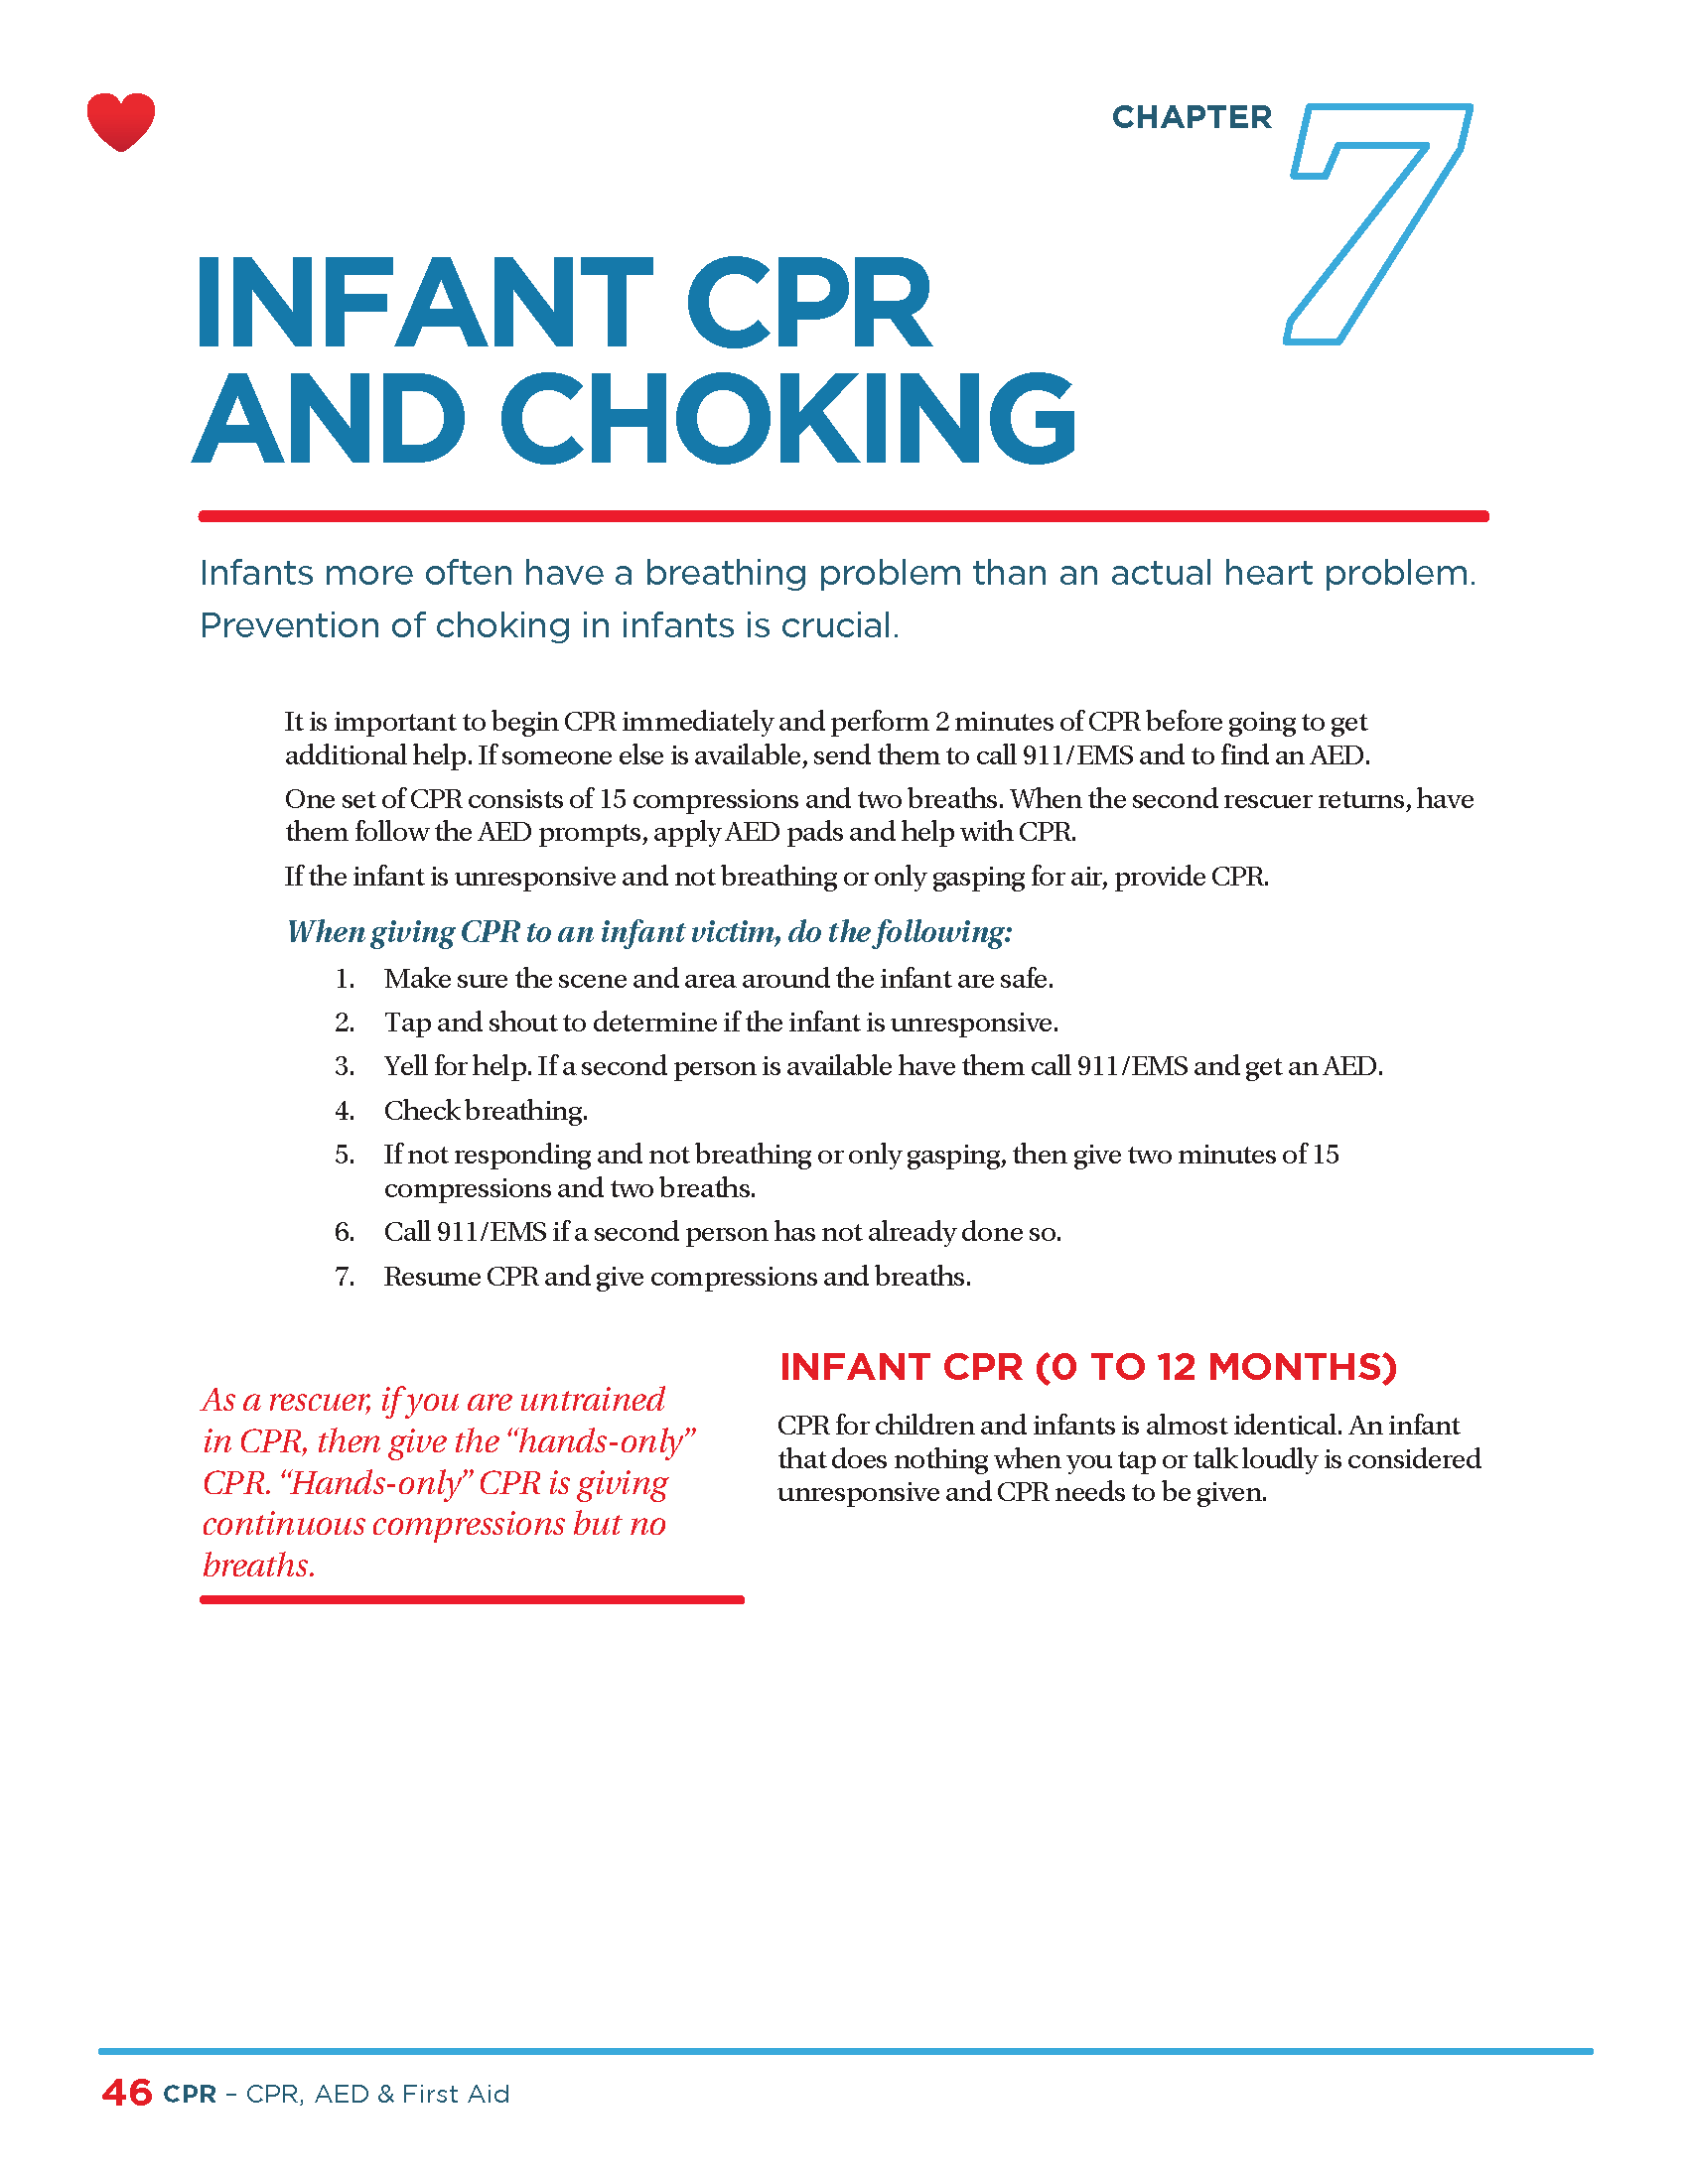 CHAPTER 7
INFANT CPR
AND CHOKING
Infants more often have a breathing problem than an actual heart problem.
Prevention of choking in infants is crucial.
It is important to begin CPR immediately and perform 2 minutes of CPR before going to get
additional help. If someone else is available, send them to call 911/EMS and to find an AED.
One set of CPR consists of 15 compressions and two breaths. When the second rescuer returns, have
them follow the AED prompts, apply AED pads and help with CPR.
If the infant is unresponsive and not breathing or only gasping for air, provide CPR.
When giving CPR to an infant victim, do the following:
1. Make sure the scene and area around the infant are safe.
2. Tap and shout to determine if the infant is unresponsive.
3. Yell for help. If a second person is available have them call 911/EMS and get an AED.
4. Check breathing.
5. If not responding and not breathing or only gasping, then give two minutes of 15
compressions and two breaths.
6. Call 911/EMS if a second person has not already done so.
7. Resume CPR and give compressions and breaths.
As a rescuer, if you are untrained
in CPR, then give the “hands-only”
CPR. “Hands-only” CPR is giving
continuous compressions but no
breaths.
INFANT CPR (0 TO 12 MONTHS)
CPR for children and infants is almost identical. An infant
that does nothing when you tap or talk loudly is considered
unresponsive and CPR needs to be given.
46 CPR – CPR, AED & First Aid